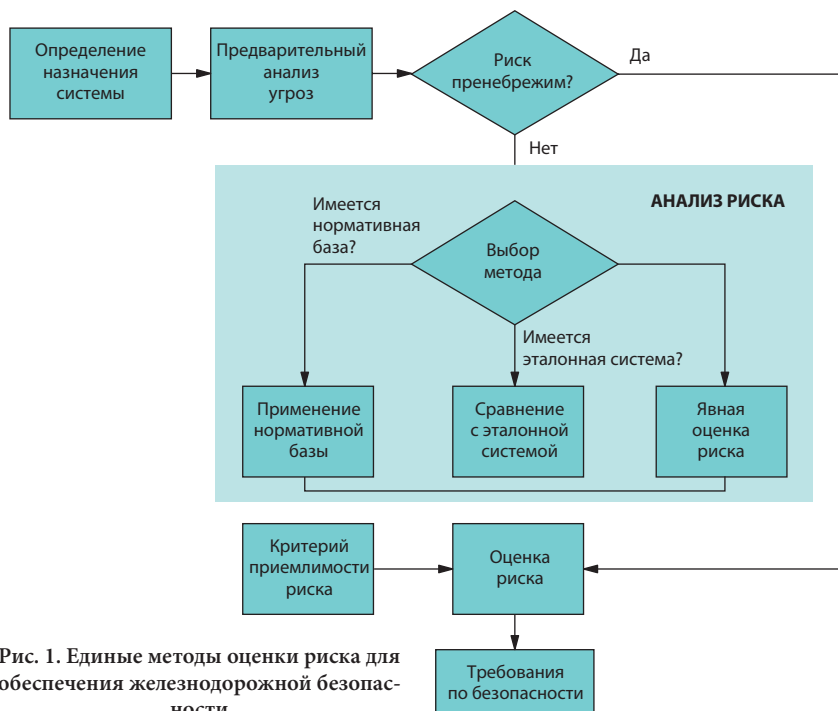 Определение
назначения
системы
Предварительный
анализ
угроз
Риск
пренебрежим?
Да
Нет
АНАЛИЗ РИСКА
Имеется
нормативная
база?
Выбор
метода
Имеется
эталонная система?
Применение
нормативной
базы
Сравнение
с эталонной
системой
Явная
оценка
риска
Критерий
приемлимости
риска
Оценка
риска
Требования
по безопасности
Рис. 1. Единые методы оценки риска для
обеспечения железнодорожной безопас-
ности